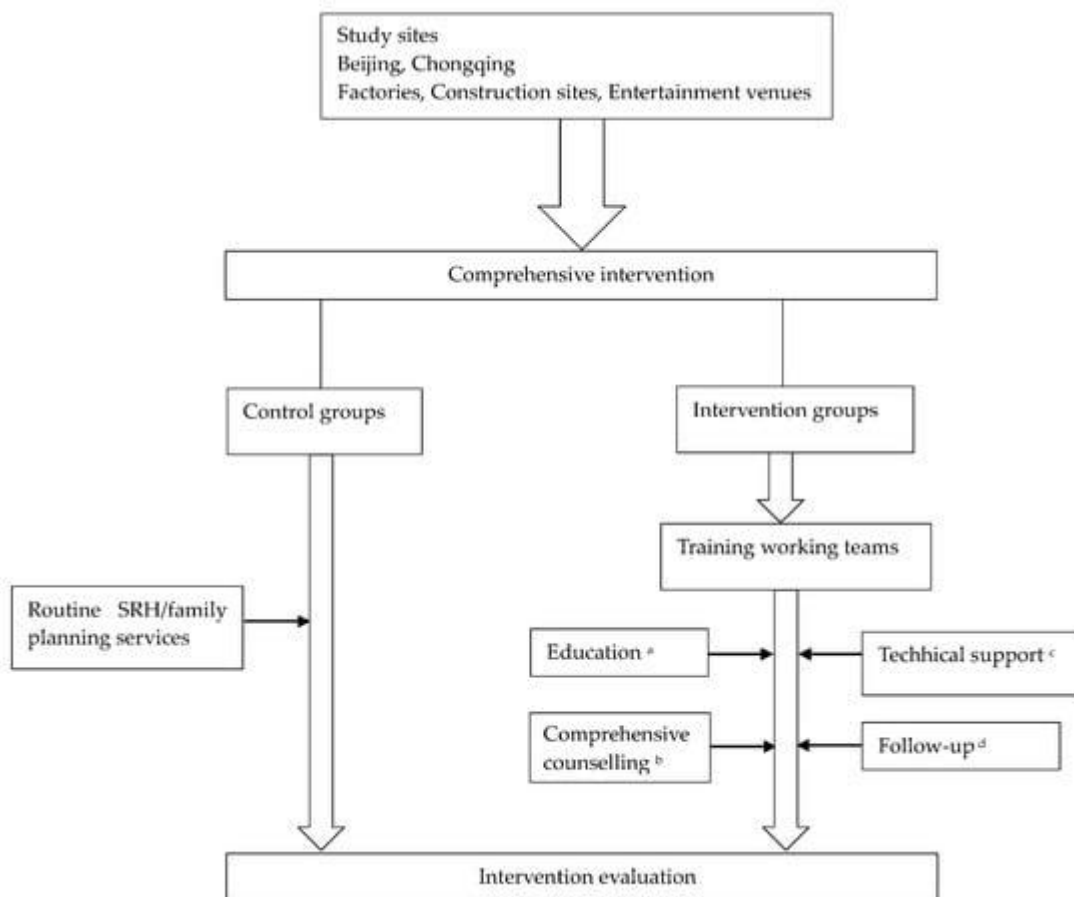 Study sites
Beijing, Chongqing
Factories, Construction sites, Entertainment venues
Comprehensive intervention
Control groups
Intervention groups
Training working teams
Routine SRH/family
planning services
Education ᵃ
Techhical support ᶜ
Comprehensive
counselling ᵇ
Follow-up ᵈ
Intervention evaluation